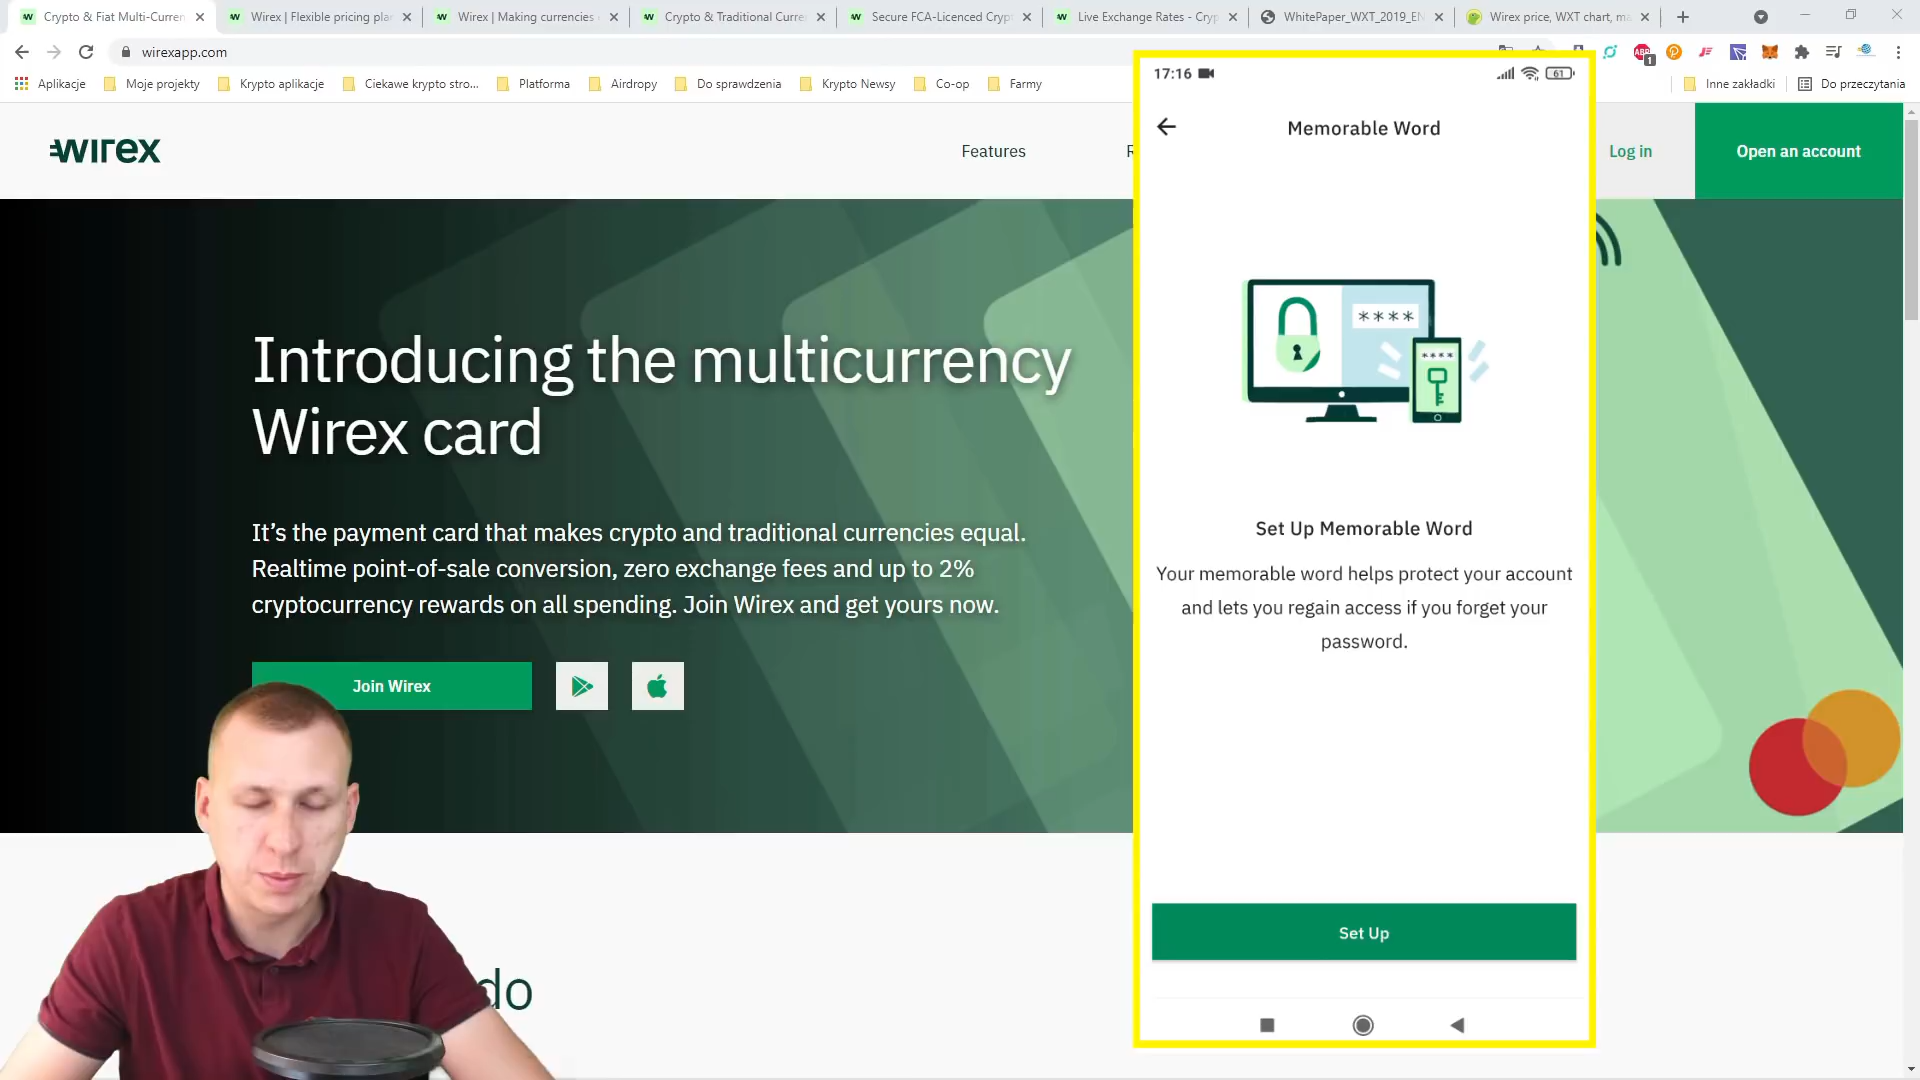 Crypto & Fiat Multi-Curren
Wirex | Flexible pricing pla
Wirex | Making currencies
Crypto & Traditional Curre
Secure FCA-Licenced Cryp
Live Exchange Rates - Cryp
WhitePaper_WXT_2019_EN
Wirex price, WXT chart, ma
wirexapp.com
Aplikacje
Moje projekty
Krypto aplikacje
Ciekawe krypto stro...
Platforma
Airdropy
Do sprawdzenia
Krypto Newsy
Co-op
Farmy
Inne zakładki
Do przeczytania
ABP
1
wirex
Features
R
Log in
Open an account
Introducing the multicurrency
Wirex card
It's the payment card that makes crypto and traditional currencies equal.
Realtime point-of-sale conversion, zero exchange fees and up to 2%
cryptocurrency rewards on all spending. Join Wirex and get yours now.
Join Wirex
do
17:16
61
Memorable Word
****
****
Set Up Memorable Word
Your memorable word helps protect your account
and lets you regain access if you forget your
password.
Set Up